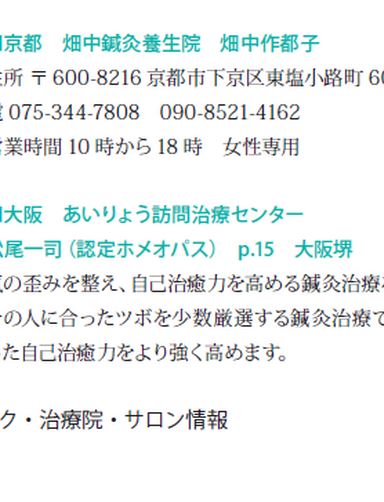 京都　畑中鍼灸養生院　畑中作都子
所 〒600-8216 京都市下京区東塩小路町 60
075-344-7808　090-8521-4162
営業時間 10 時から 18 時　女性専用
大阪　あいりょう訪問治療センター
松尾一司（認定ホメオパス）　p.15　大阪堺
の歪みを整え、自己治癒力を高める鍼灸治療
の人に合ったツボを少数厳選する鍼灸治療で
た自己治癒力をより強く高めます。
ク・治療院・サロン情報